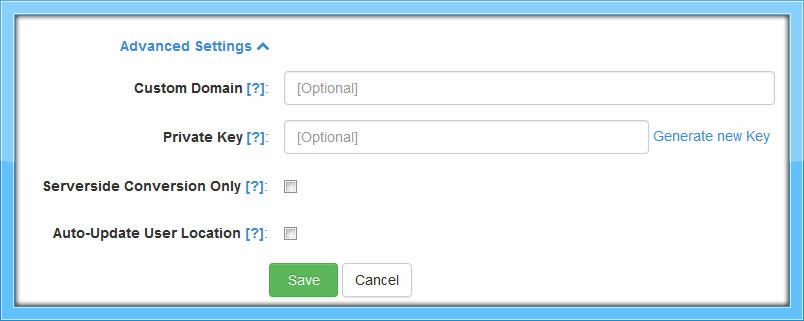 Advanced Settings
Custom Domain [?]: [Optional]
Private Key [?]: [Optional] Generate new Key
Serverside Conversion Only [?]:
Auto-Update User Location [?]:
Save Cancel